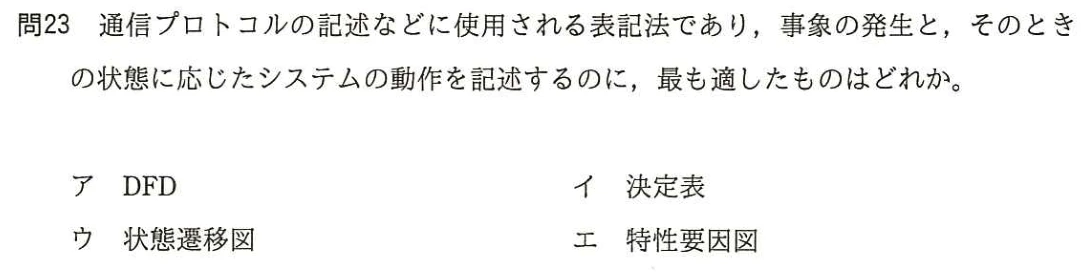 問23 通信プロトコルの記述などに使用される表記法であり，事象の発生と，そのとき
の状態に応じたシステムの動作を記述するのに，最も適したものはどれか。
ア DFD イ 決定表
ウ 状態遷移図 エ 特性要因図